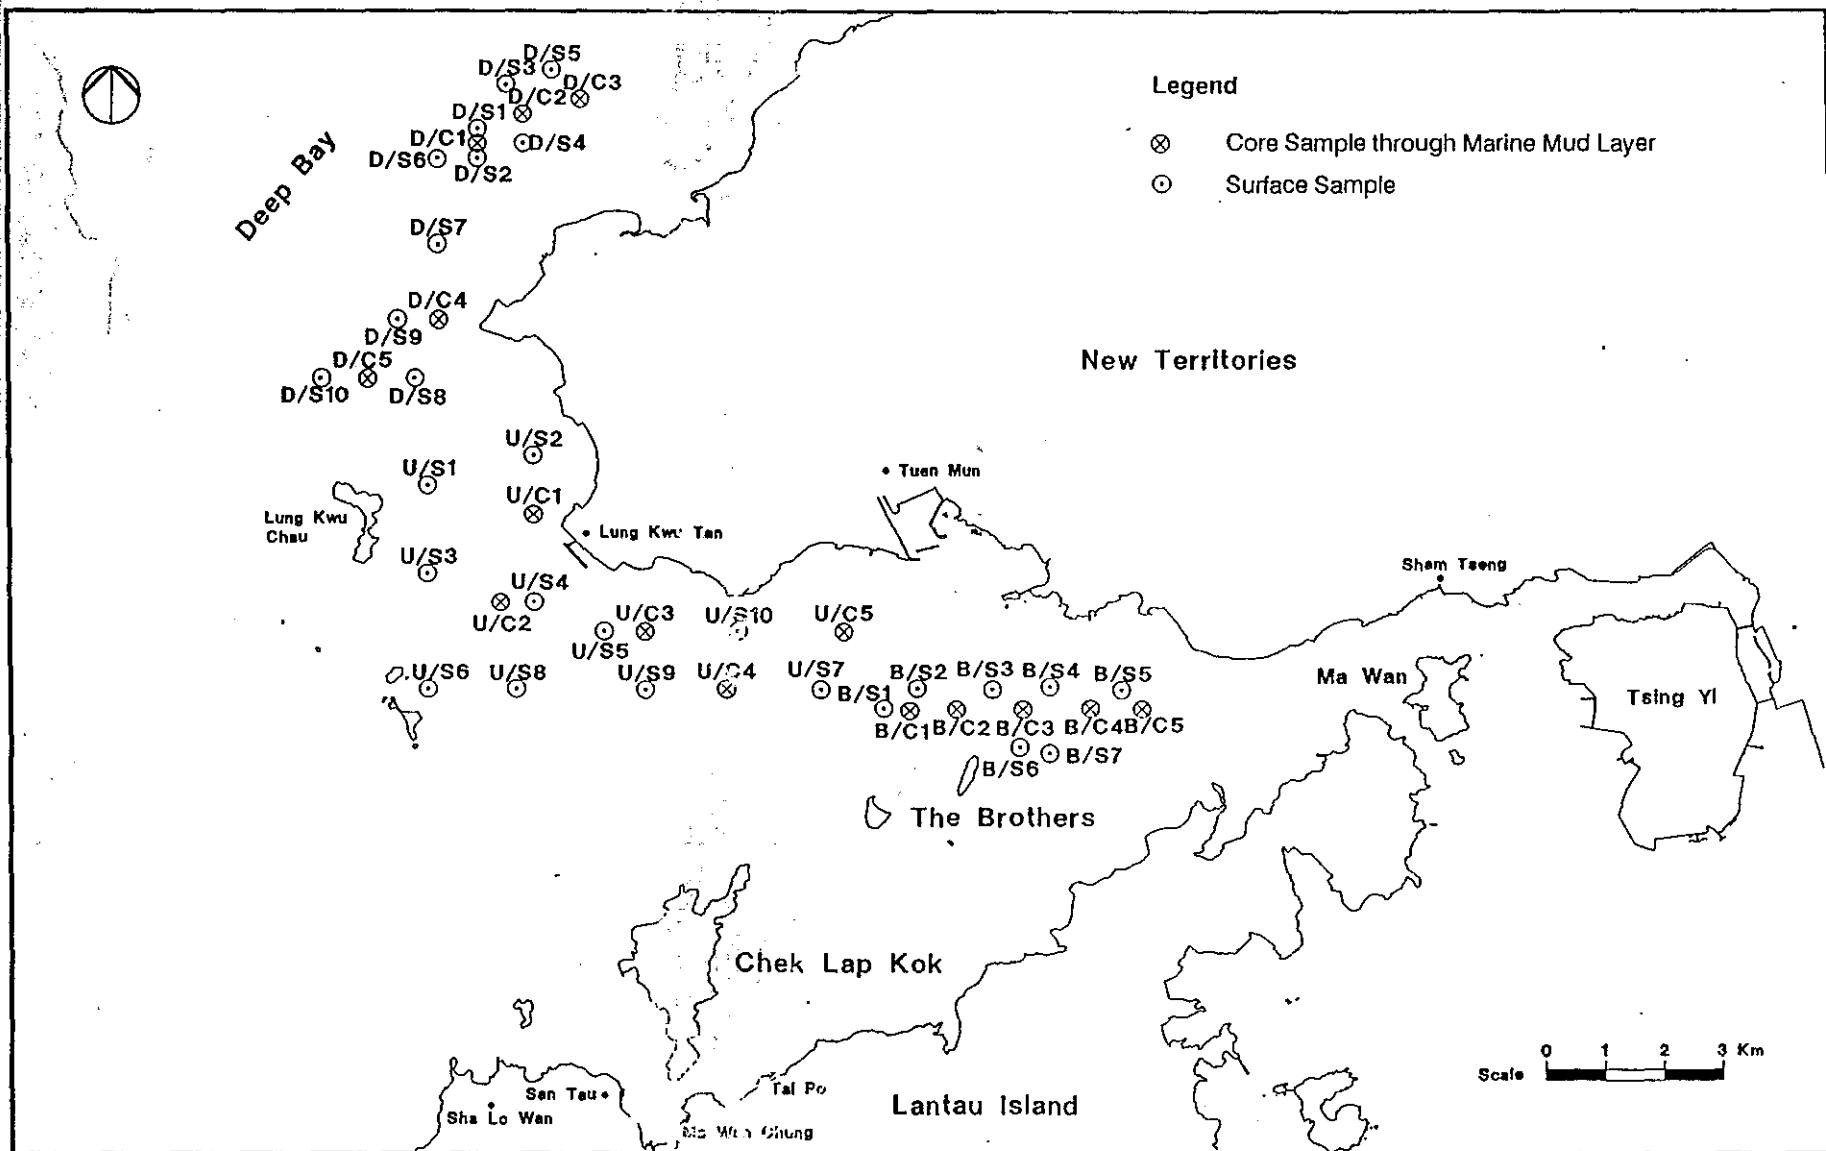 D/S5
D/S3
D/C3
D/C2
D/S1
D/C1
D/S4
D/S6
D/S2
Deep Bay
D/S7
D/C4
D/S9
D/C5
D/S10
D/S8
Legend
Core Sample through Marine Mud Layer
Surface Sample
New Territories
U/S2
U/S1
U/C1
Lung Kwu
Chau
Lung Kwu Tan
Tuen Mun
U/S3
U/S4
U/C2
U/C3
U/S10
U/C5
U/S5
Sham Tseng
U/S6
U/S8
U/S9
U/C4
U/S7
B/S1
B/S2
B/S3
B/S4
B/S5
B/C1
B/C2
B/C3
B/C4
B/C5
B/S6
B/S7
Ma Wan
Tsing Yi
The Brothers
Chek Lap Kok
San Tau
Sha Lo Wan
Tai Po
Ma Wan Chung
Lantau Island
Scale
0 1 2 3 Km